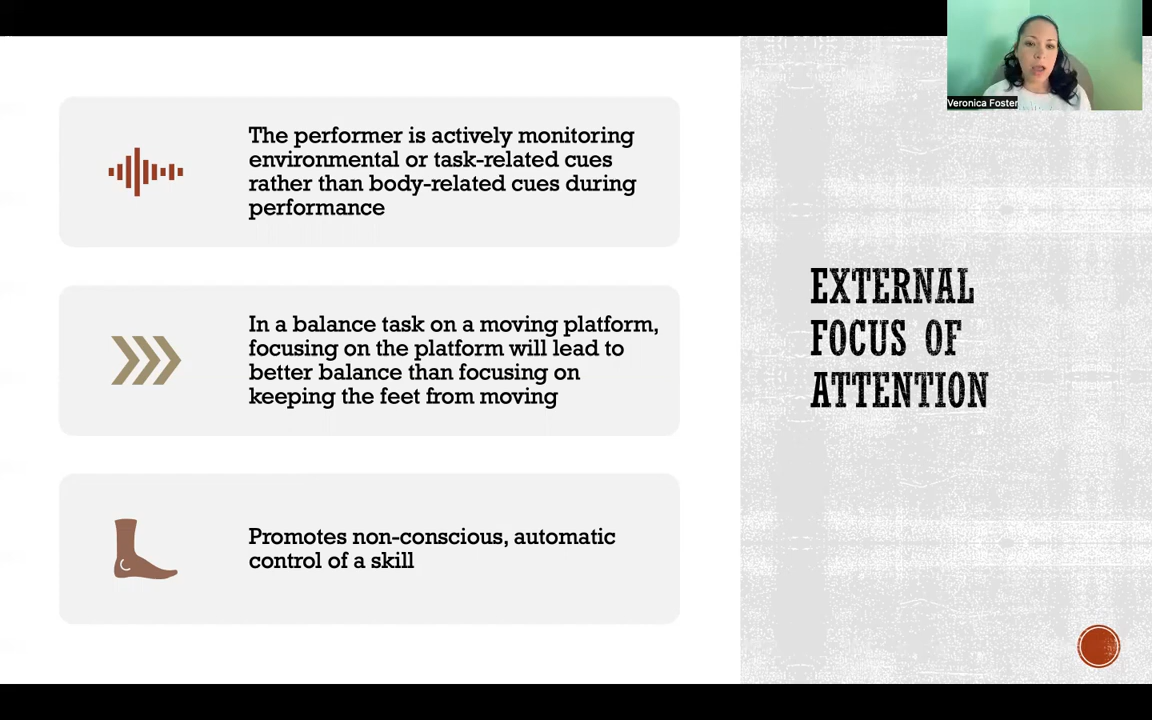 Veronica Foster
The performer is actively monitoring
environmental or task-related cues
rather than body-related cues during
performance
In a balance task on a moving platform,
focusing on the platform will lead to
better balance than focusing on
keeping the feet from moving
Promotes non-conscious, automatic
control of a skill
EXTERNAL
FOCUS OF
ATTENTION